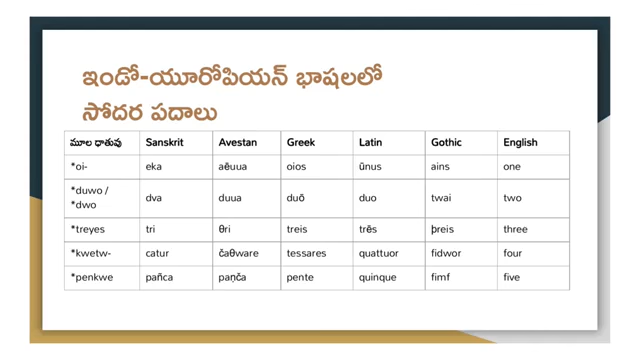 ఇండో-యూరోపియన్ భాషలలో
సోదర పదాలు
మూల ధాతువు Sanskrit Avestan Greek Latin Gothic English
*oi- eka aēuua oios ūnus ains one
*duwo /
*dwo dva duua duō duo twai two
*treyes tri θri treis trēs þreis three
*kwetw- catur čaθware tessares quattuor fidwor four
*penkwe pañca paṇča pente quinque fimf five